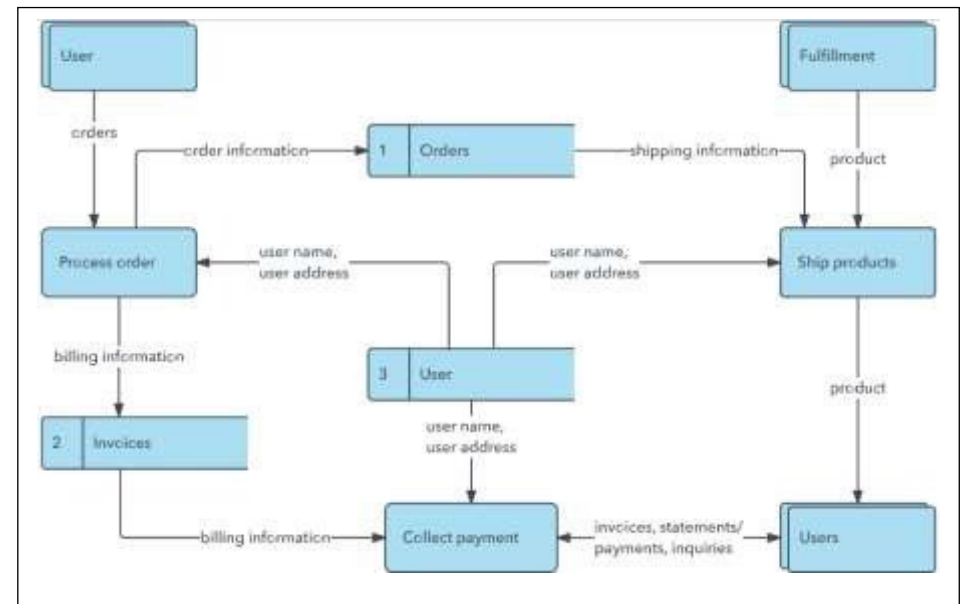 User
Fulfillment
orders
order information
1 Orders
shipping information
product
Process order
user name,
user address
user name,
user address
Ship products
billing information
3 User
product
2 Invoices
user name,
user address
billing information
Collect payment
invoices, statements/
payments, inquiries
Users